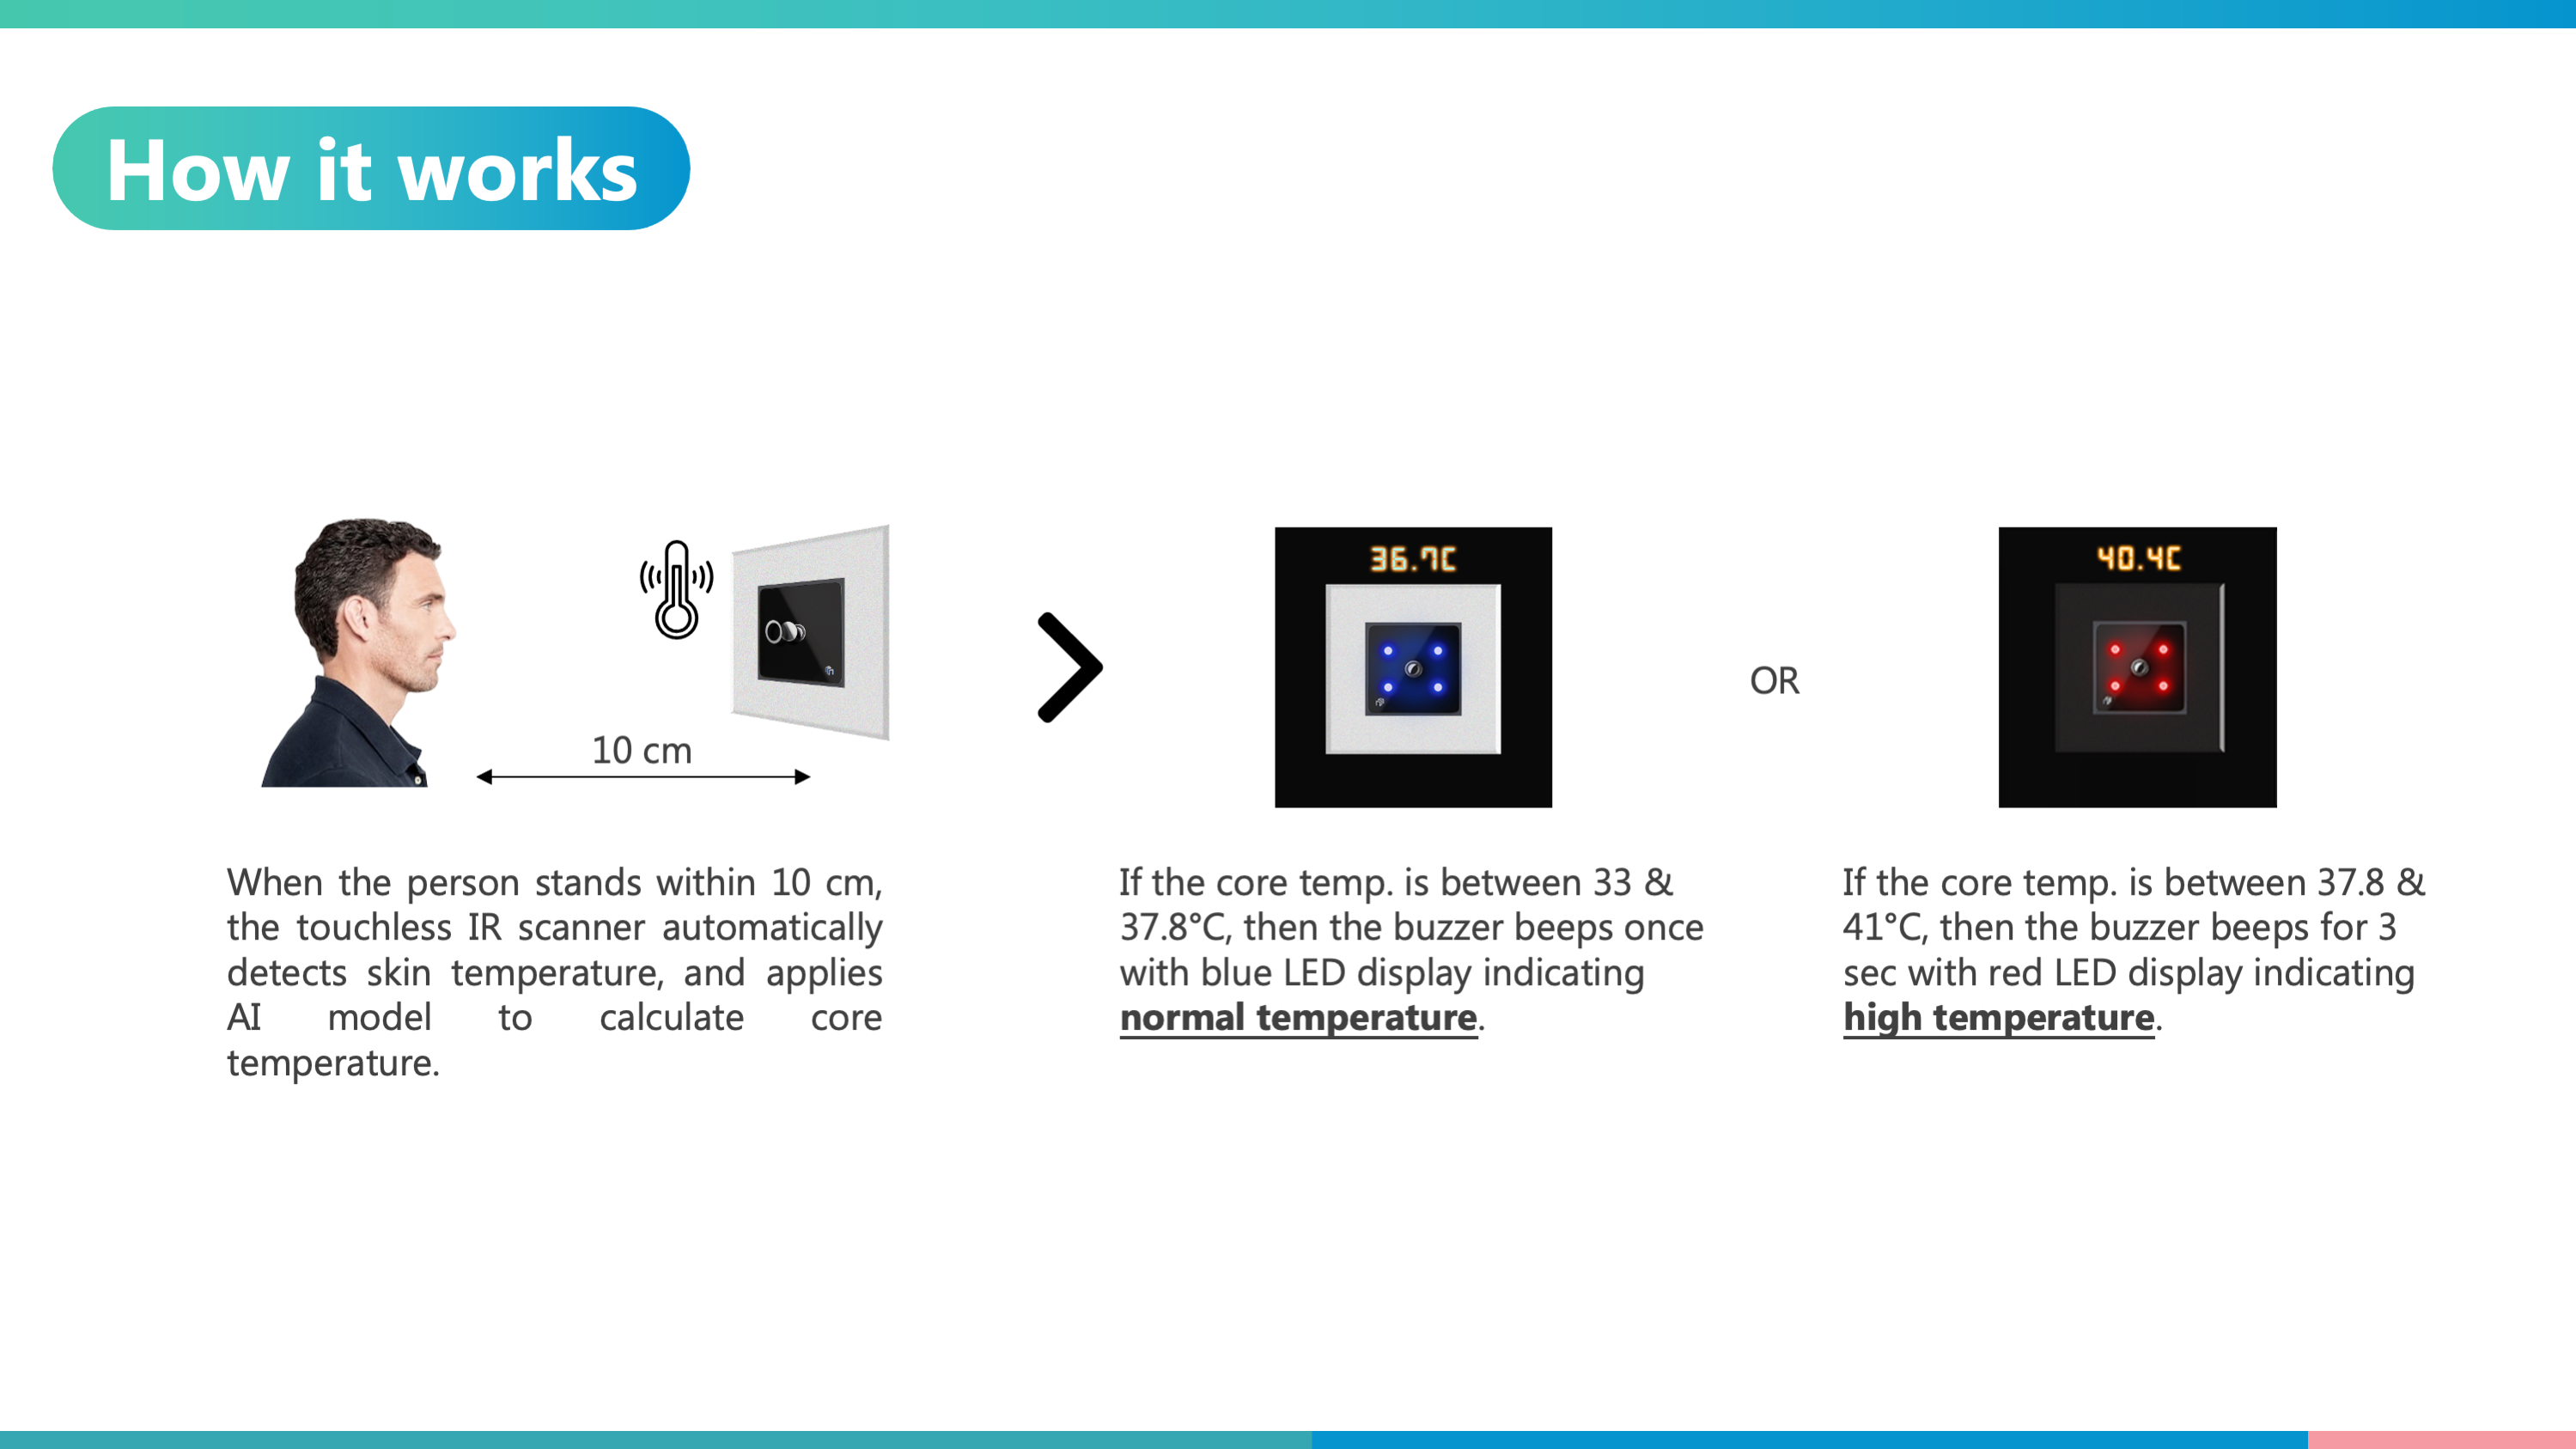 How it works
10 cm
36.7C
OR
40.4C
When the person stands within 10 cm,
the touchless IR scanner automatically
detects skin temperature, and applies
AI model to calculate core
temperature.
If the core temp. is between 33 &
37.8°C, then the buzzer beeps once
with blue LED display indicating
normal temperature.
If the core temp. is between 37.8 &
41°C, then the buzzer beeps for 3
sec with red LED display indicating
high temperature.